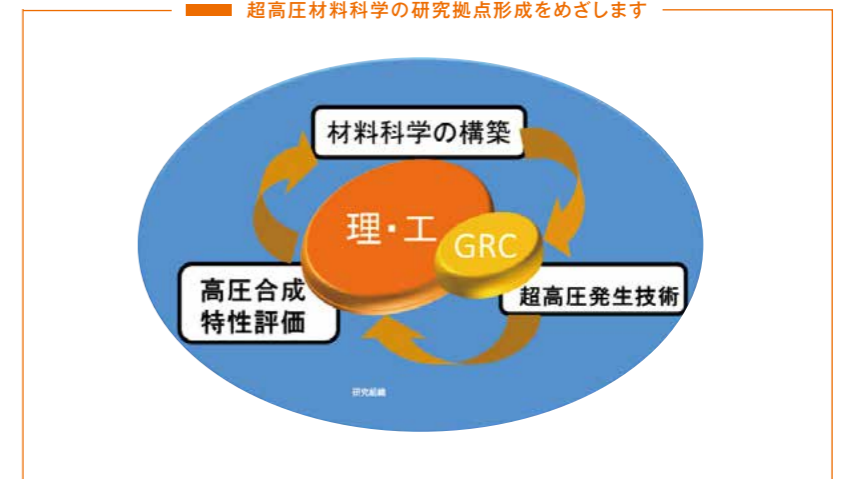 超高圧材料科学の研究拠点形成をめざします
材料科学の構築
理・工
GRC
高圧合成
特性評価
超高圧発生技術
研究組織